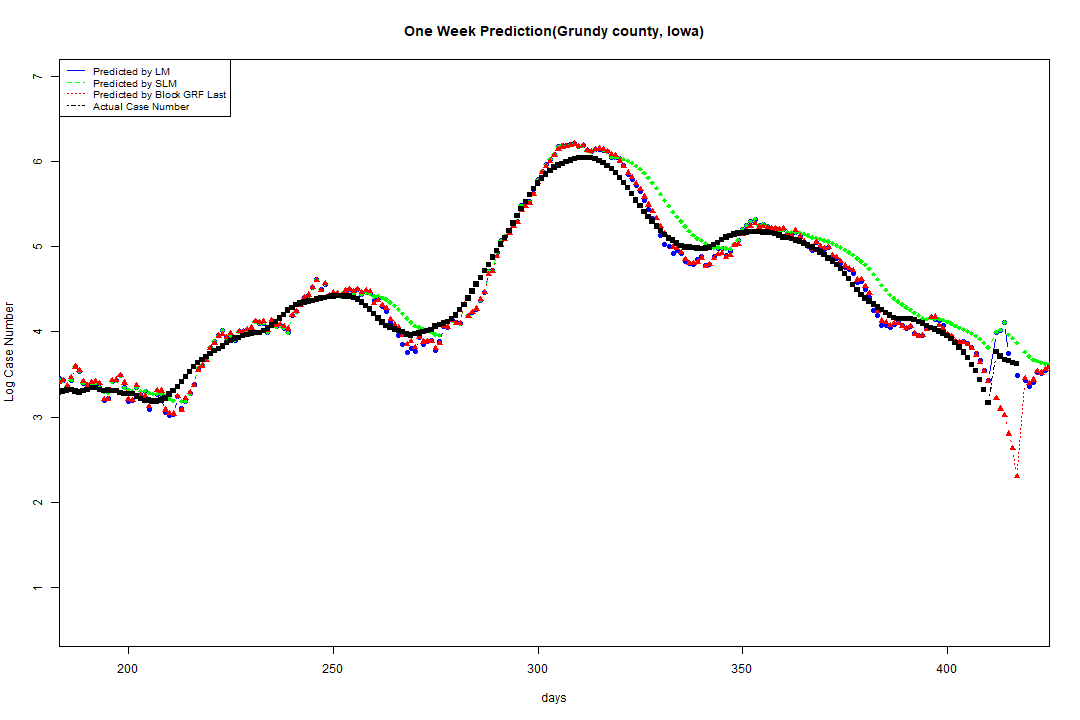 One Week Prediction(Grundy county, Iowa)
Predicted by LM
Predicted by SLM
Predicted by Block GRF Last
Actual Case Number
Log Case Number
7
6
5
4
3
2
1
200 250 300 350 400
days